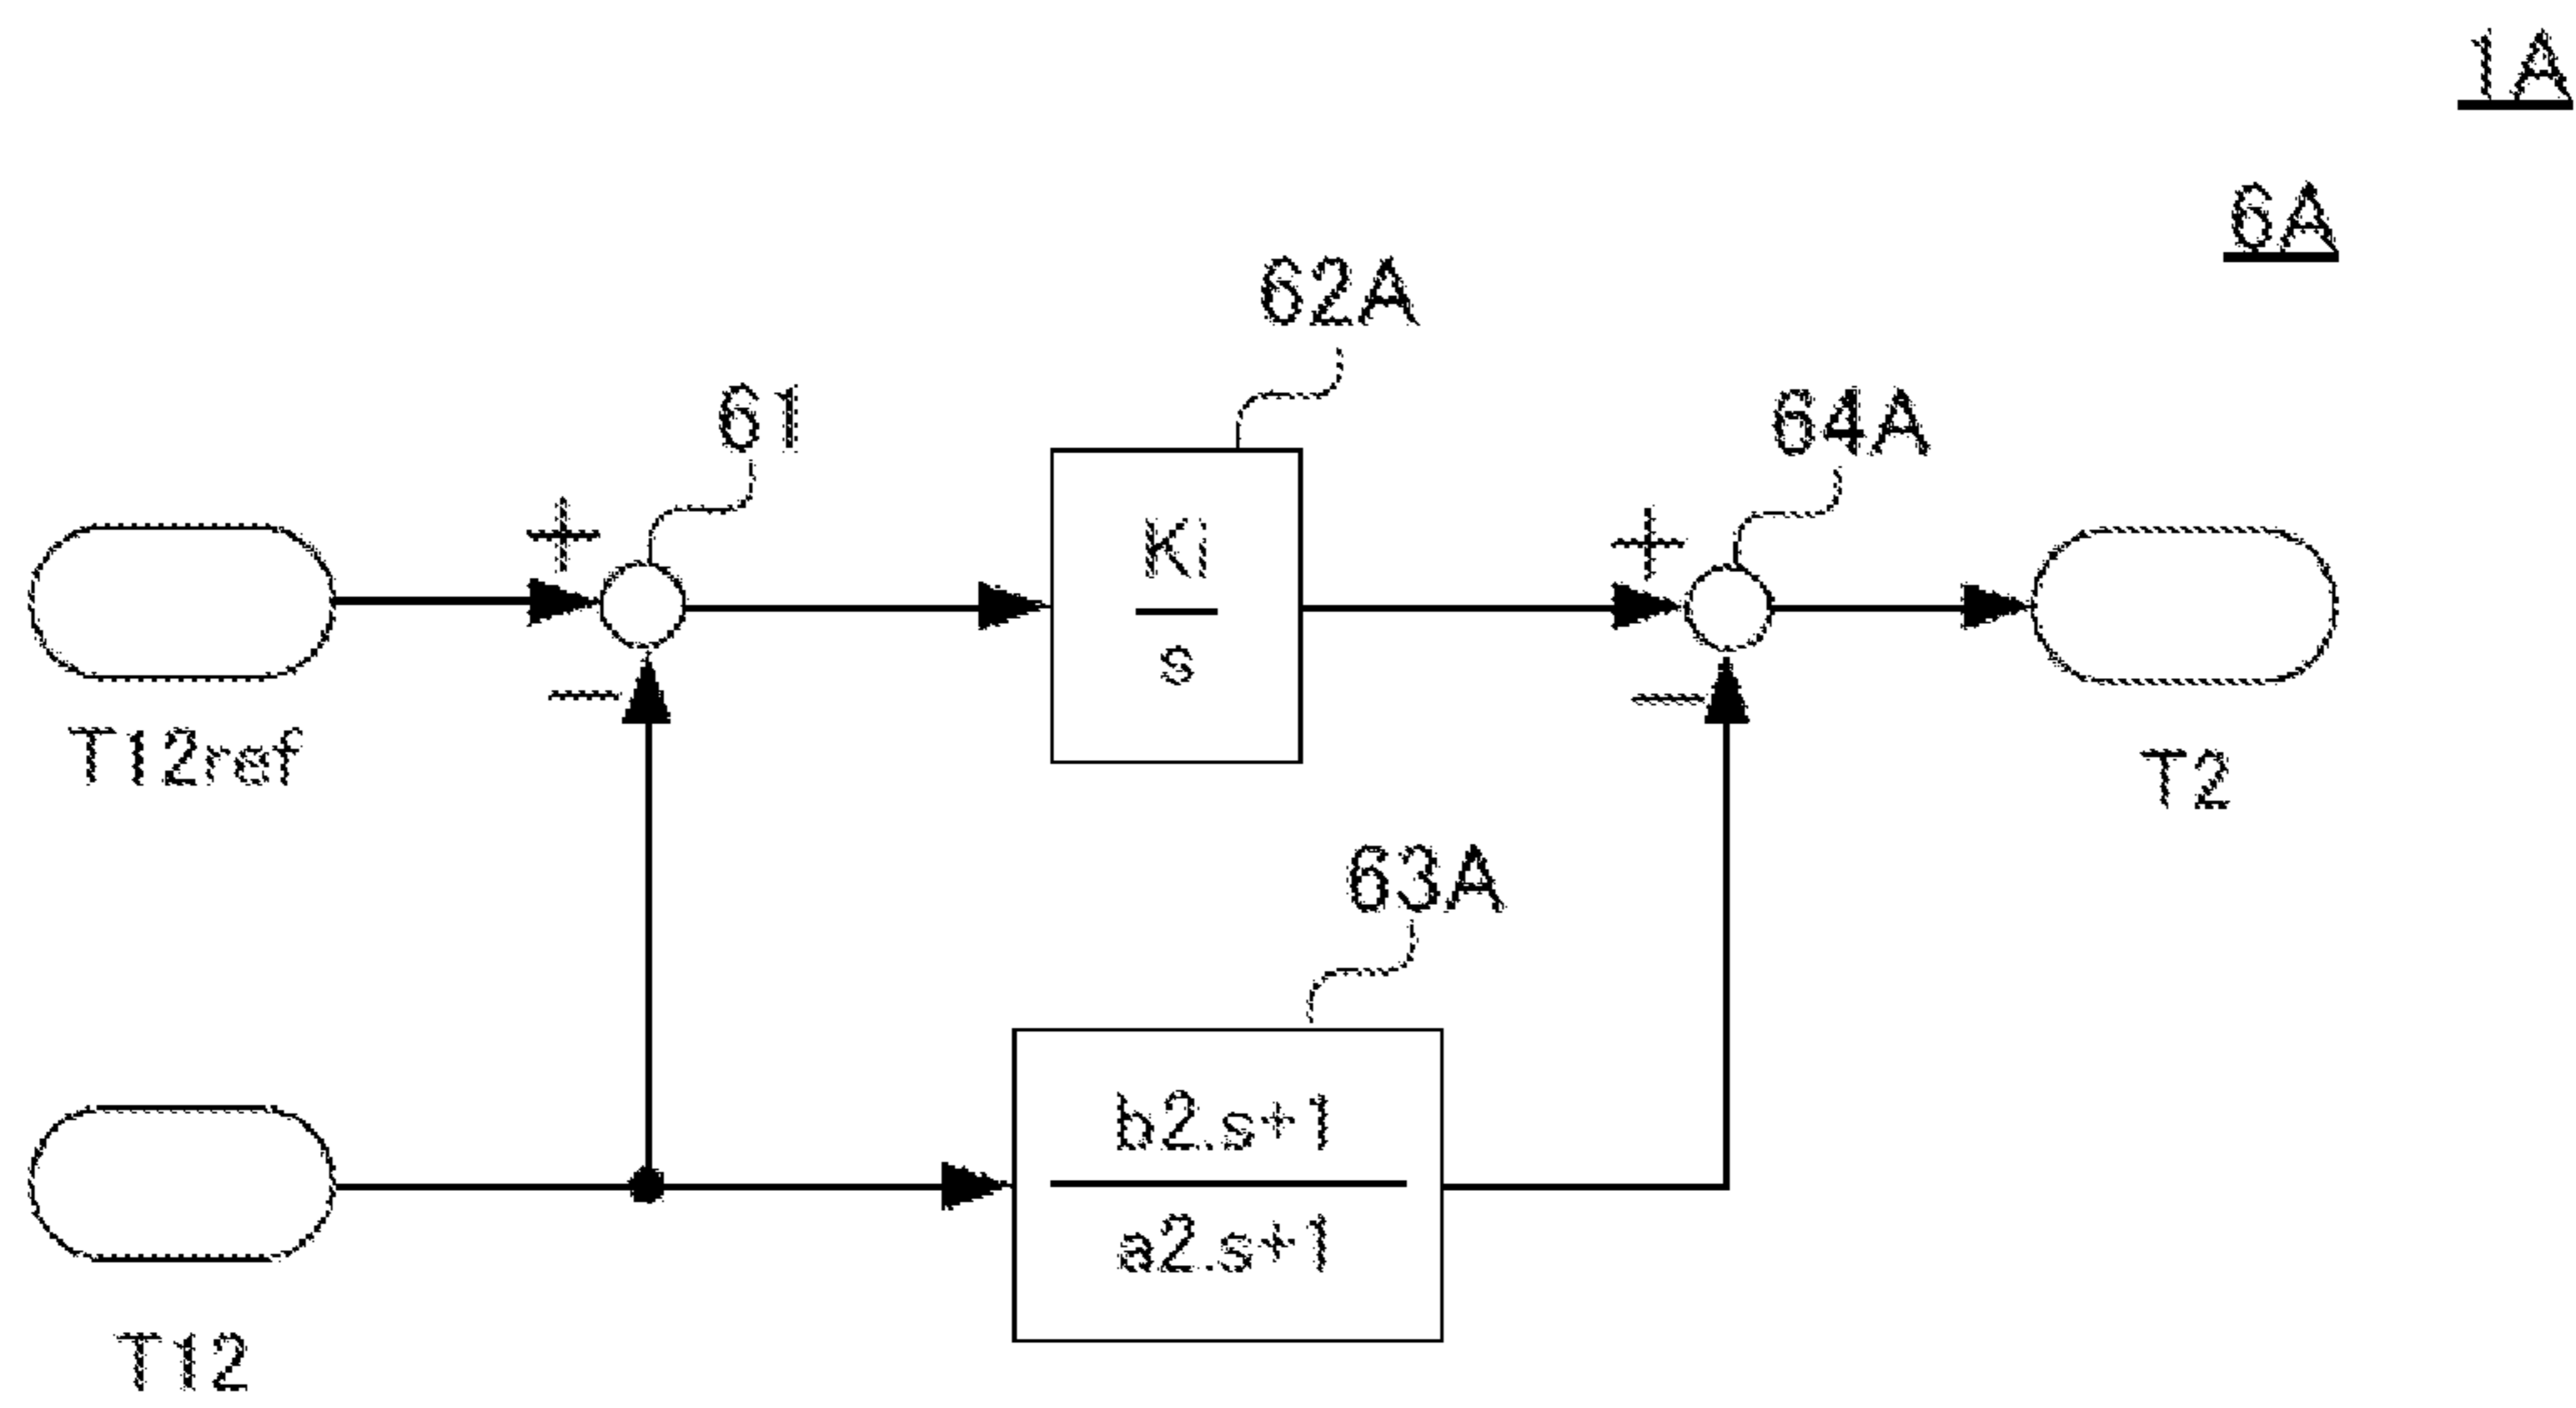 1A
6A
62A
61
64A
+
+
KI
s
−
−
T12ref
T2
63A
b2.s+1
a2.s+1
T12